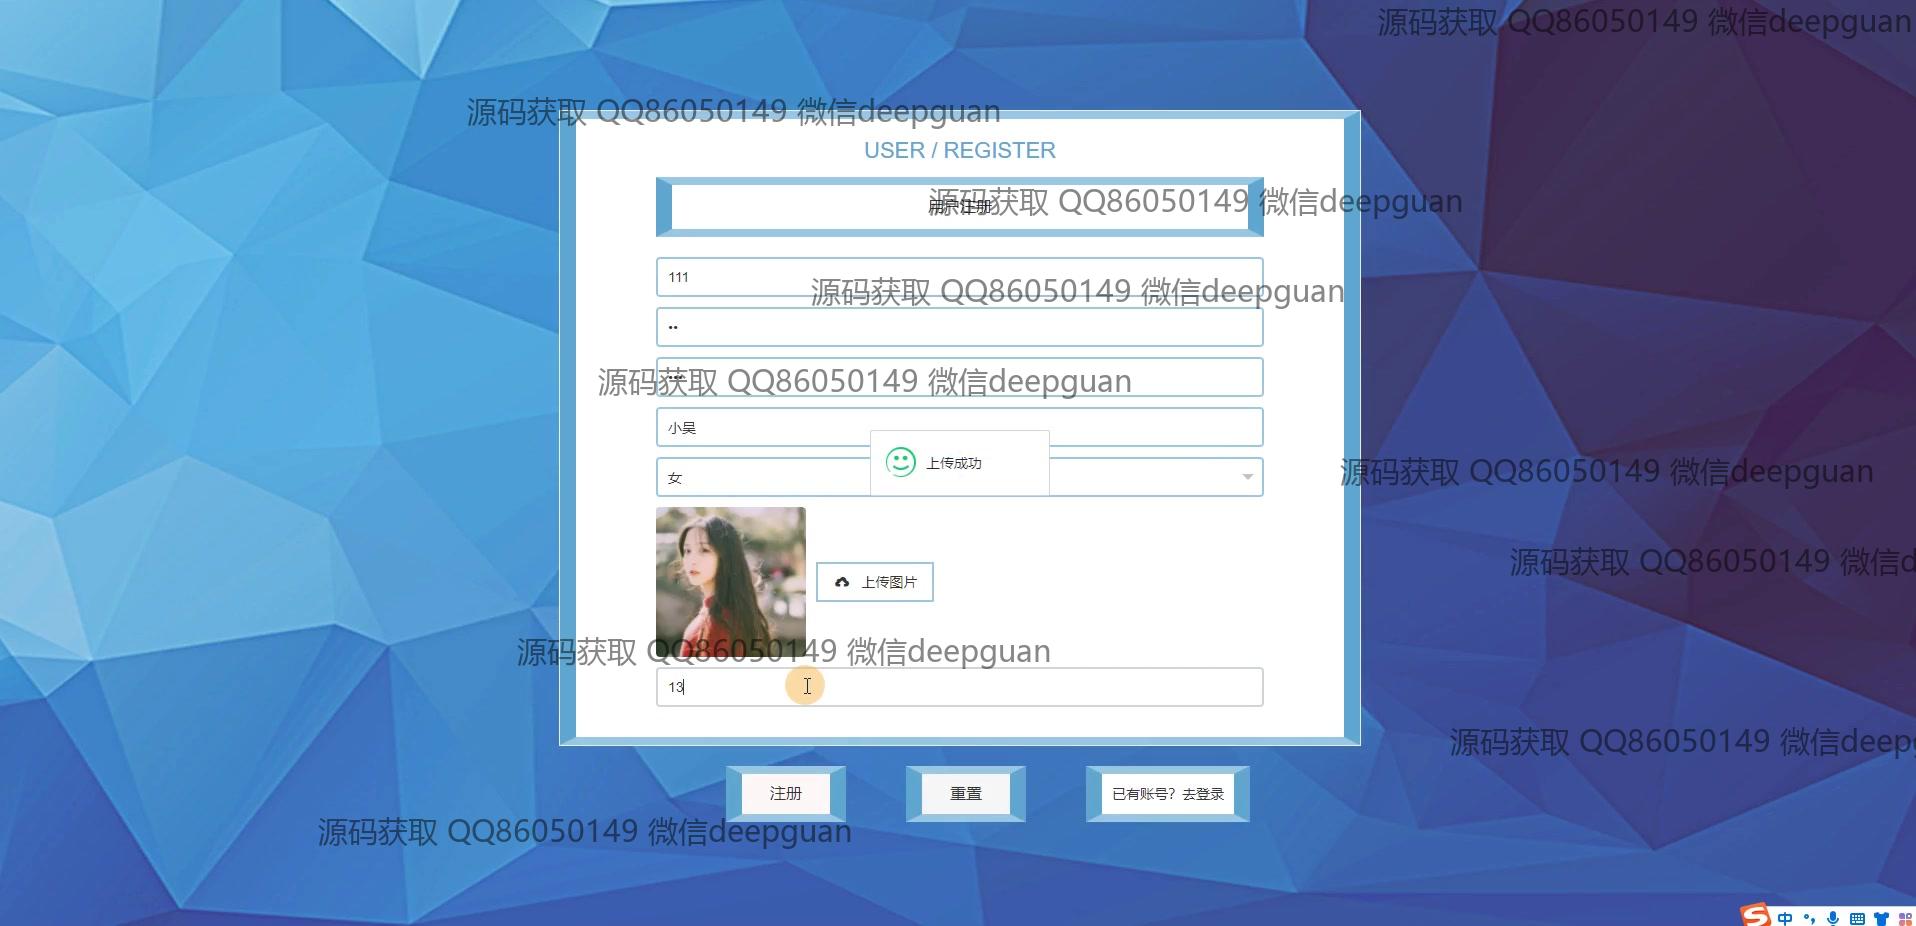 源码获取 QQ86050149 微信deepguan
源码获取 QQ86050149 微信deepguan
USER / REGISTER
源码获取 QQ86050149 微信deepguan
用户注册
111
源码获取 QQ86050149 微信deepguan
••
源码获取 QQ86050149 微信deepguan
小吴
上传成功
源码获取 QQ86050149 微信deepguan
女
源码获取 QQ86050149 微信d
上传图片
源码获取 QQ86050149 微信deepguan
13
源码获取 QQ86050149 微信deep
注册
重置
已有账号？去登录
源码获取 QQ86050149 微信deepguan
中